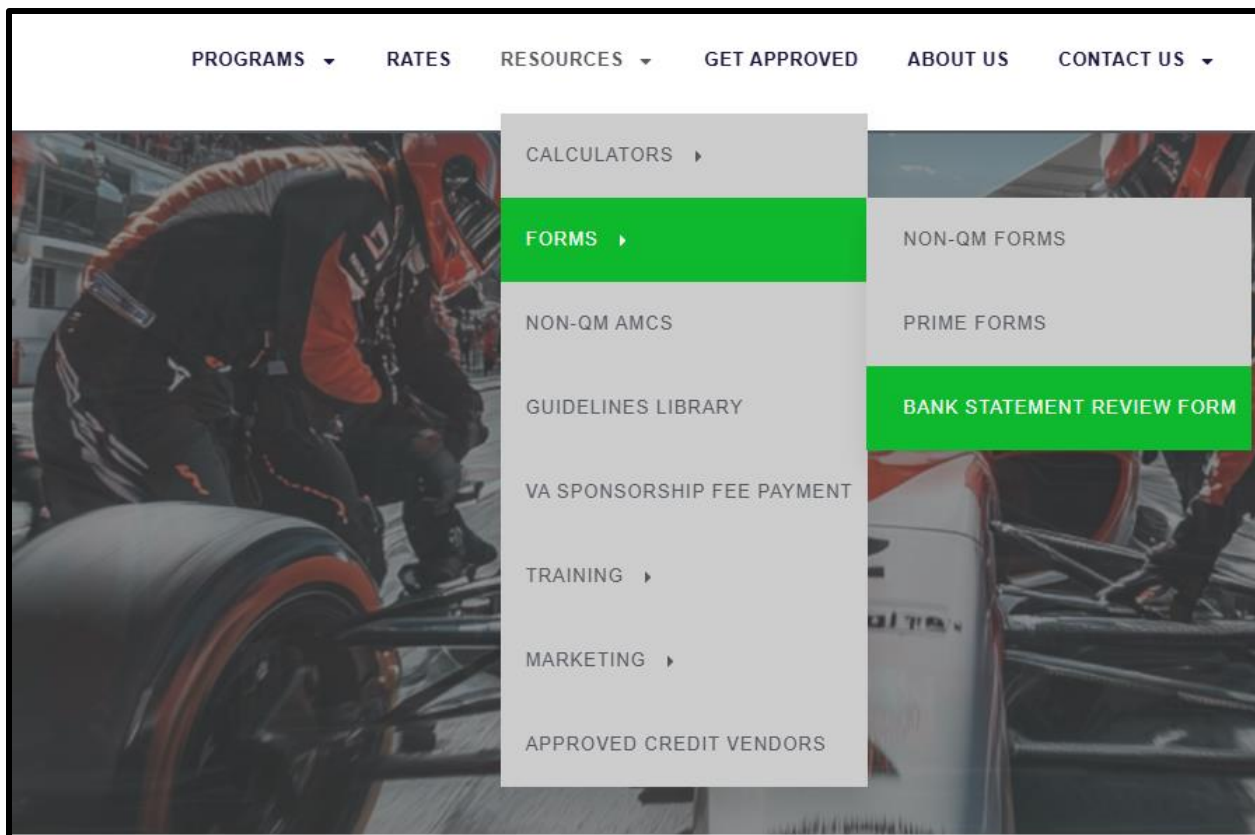 PROGRAMS RATES RESOURCES GET APPROVED ABOUT US CONTACT US
CALCULATORS
FORMS
NON-QM AMCS
GUIDELINES LIBRARY
VA SPONSORSHIP FEE PAYMENT
TRAINING
MARKETING
APPROVED CREDIT VENDORS
NON-QM FORMS
PRIME FORMS
BANK STATEMENT REVIEW FORM